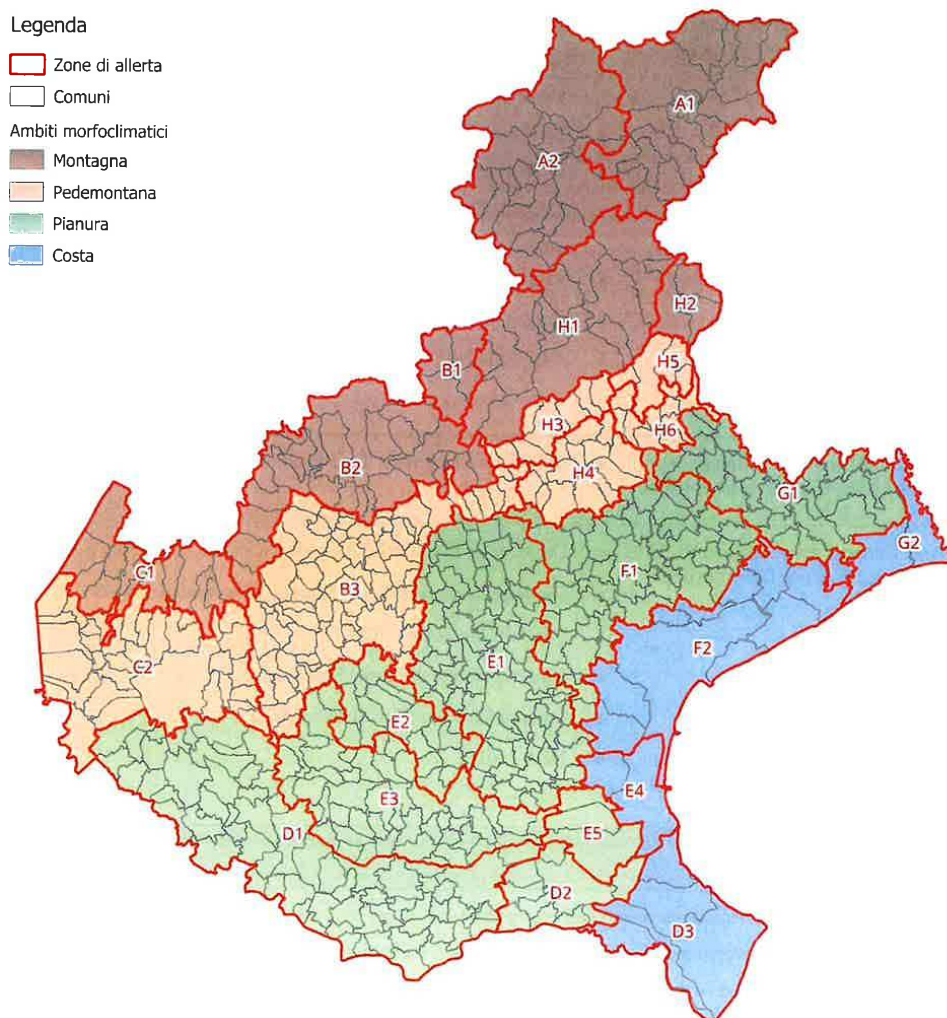 Legenda
Zone di allerta
Comuni
Ambiti morfoclimatici
Montagna
Pedemontana
Pianura
Costa
A1
A2
H2
H1
H5
B1
H3
H6
B2
H4
G1
G2
C1
F1
B3
F2
E1
C2
E2
E4
E3
D1
E5
D2
D3